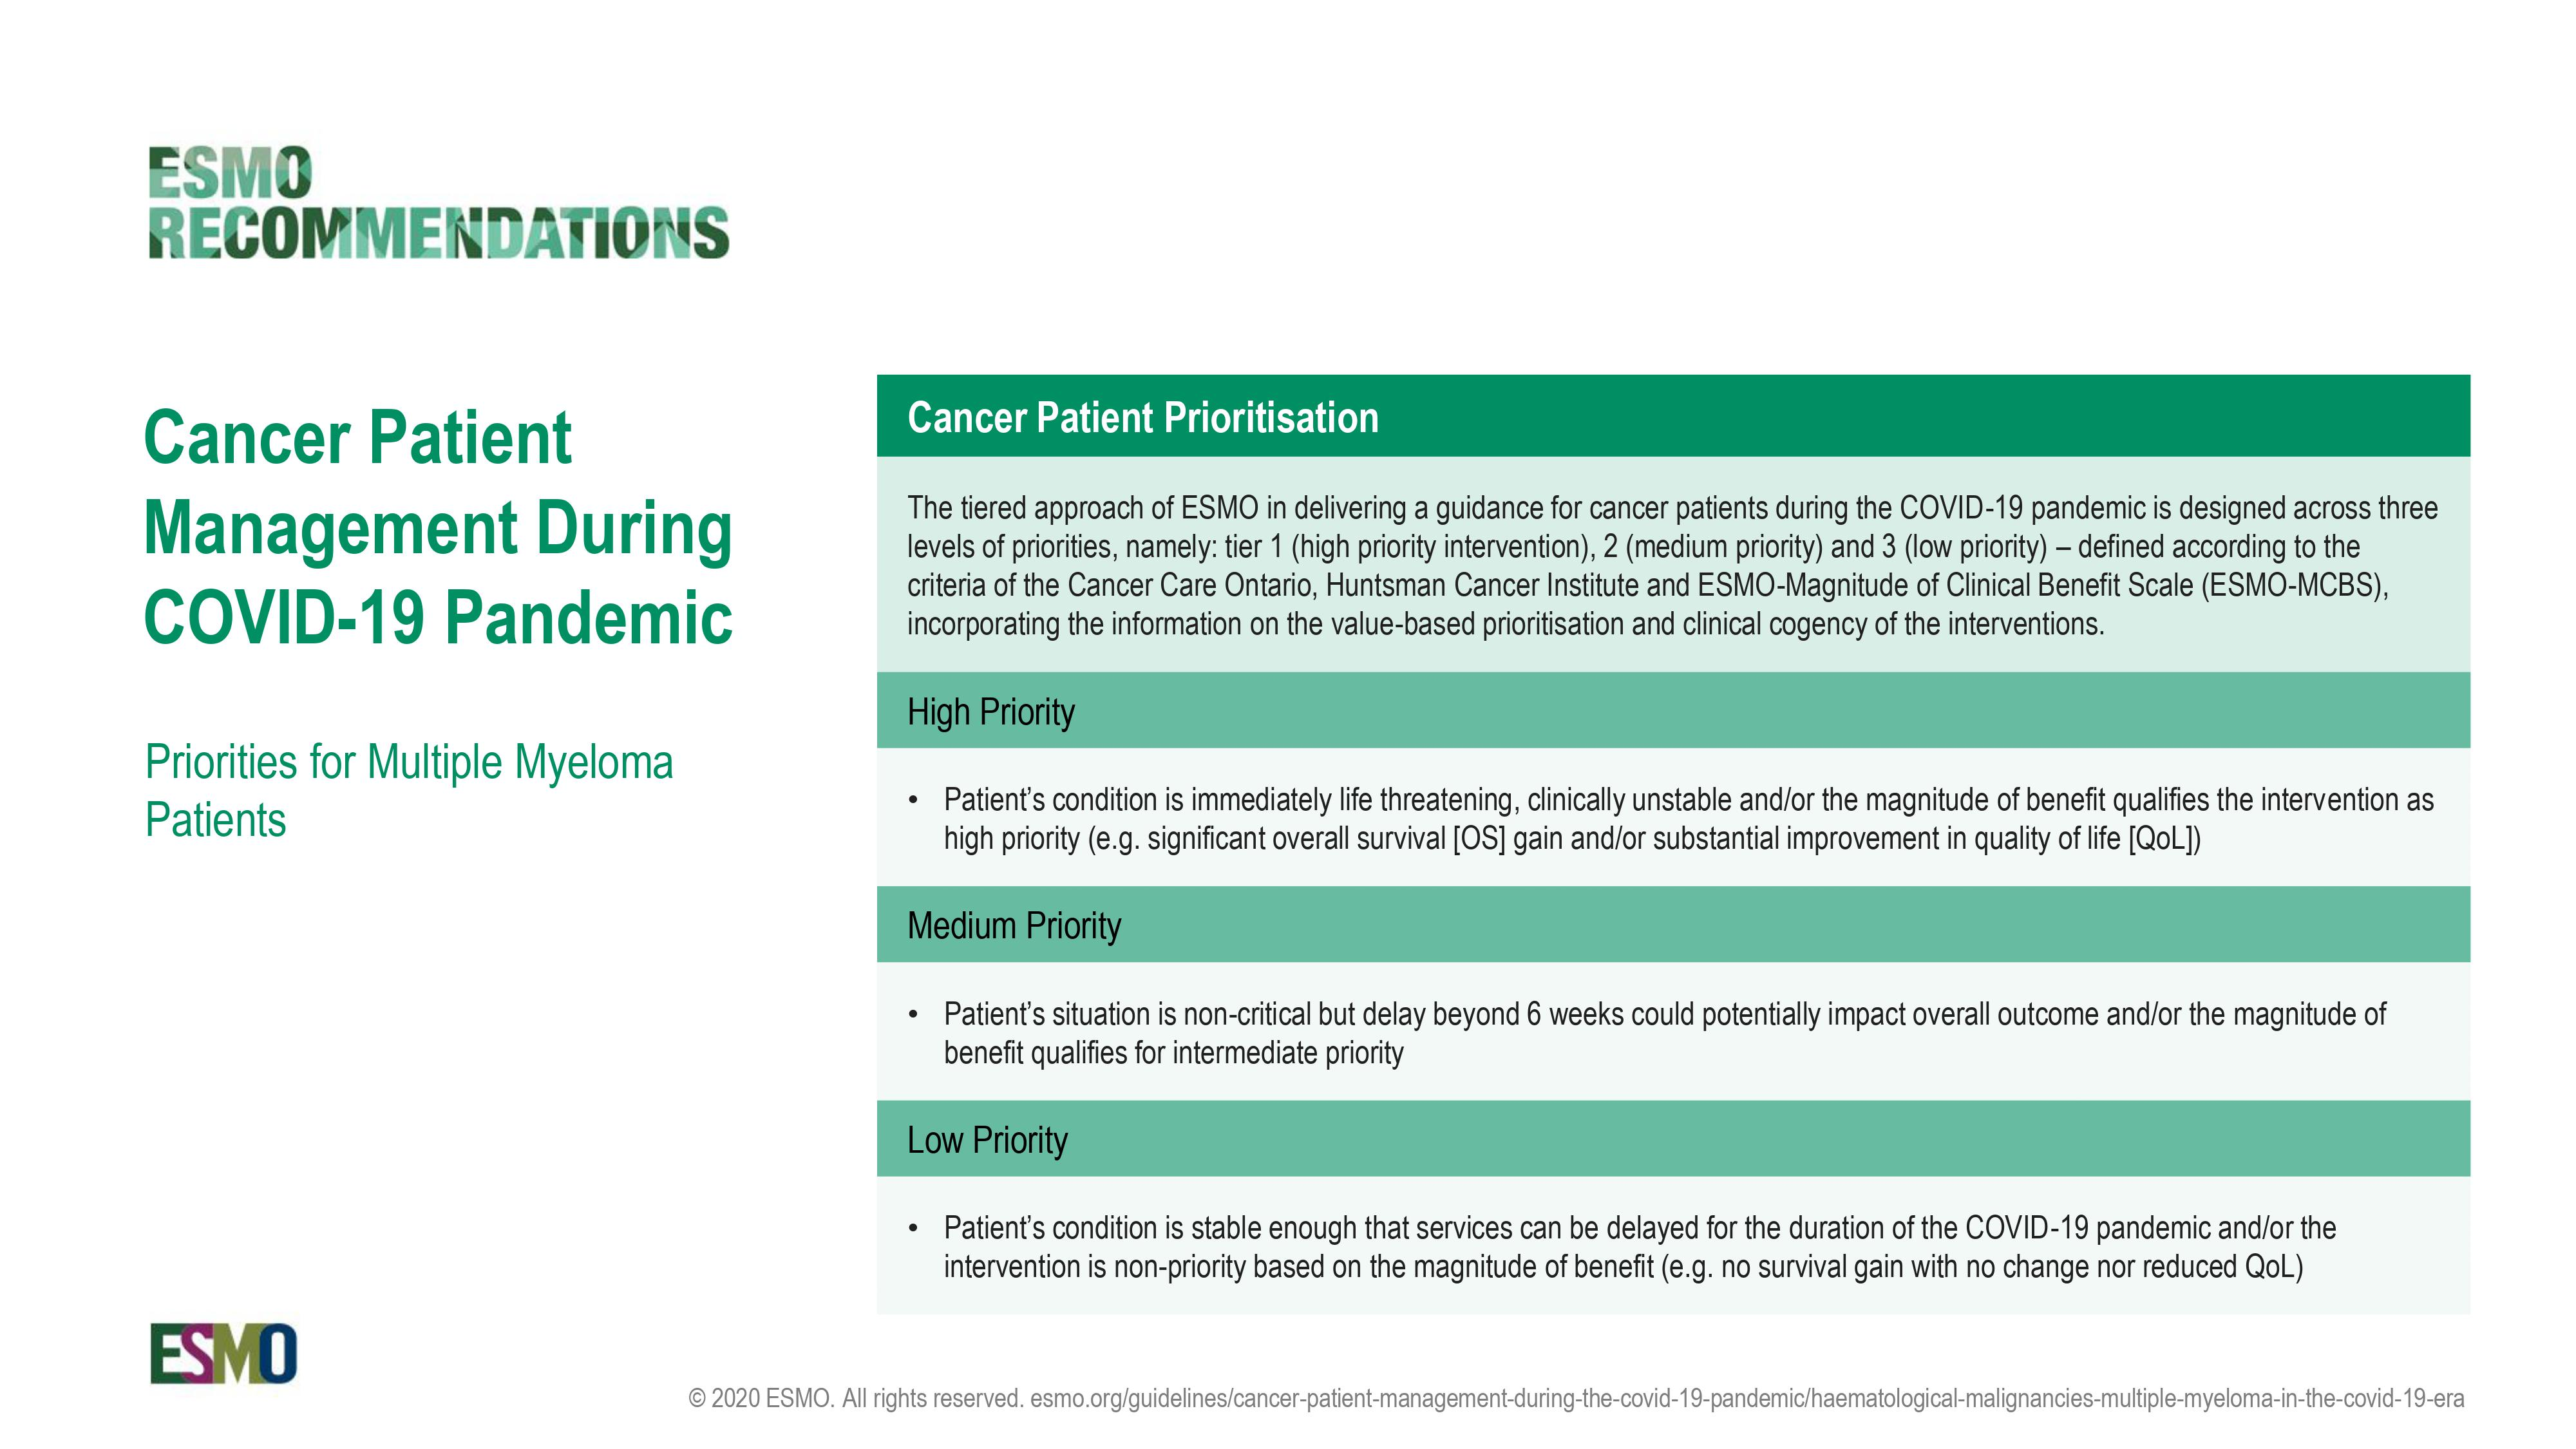 ESMO
RECOMMENDATIONS
Cancer Patient
Management During
COVID-19 Pandemic
Priorities for Multiple Myeloma
Patients
Cancer Patient Prioritisation
The tiered approach of ESMO in delivering a guidance for cancer patients during the COVID-19 pandemic is designed across three
levels of priorities, namely: tier 1 (high priority intervention), 2 (medium priority) and 3 (low priority) – defined according to the
criteria of the Cancer Care Ontario, Huntsman Cancer Institute and ESMO-Magnitude of Clinical Benefit Scale (ESMO-MCBS),
incorporating the information on the value-based prioritisation and clinical cogency of the interventions.
High Priority
• Patient’s condition is immediately life threatening, clinically unstable and/or the magnitude of benefit qualifies the intervention as
high priority (e.g. significant overall survival [OS] gain and/or substantial improvement in quality of life [QoL])
Medium Priority
• Patient’s situation is non-critical but delay beyond 6 weeks could potentially impact overall outcome and/or the magnitude of
benefit qualifies for intermediate priority
Low Priority
• Patient’s condition is stable enough that services can be delayed for the duration of the COVID-19 pandemic and/or the
intervention is non-priority based on the magnitude of benefit (e.g. no survival gain with no change nor reduced QoL)
ESMO
© 2020 ESMO. All rights reserved. esmo.org/guidelines/cancer-patient-management-during-the-covid-19-pandemic/haematological-malignancies-multiple-myeloma-in-the-covid-19-era